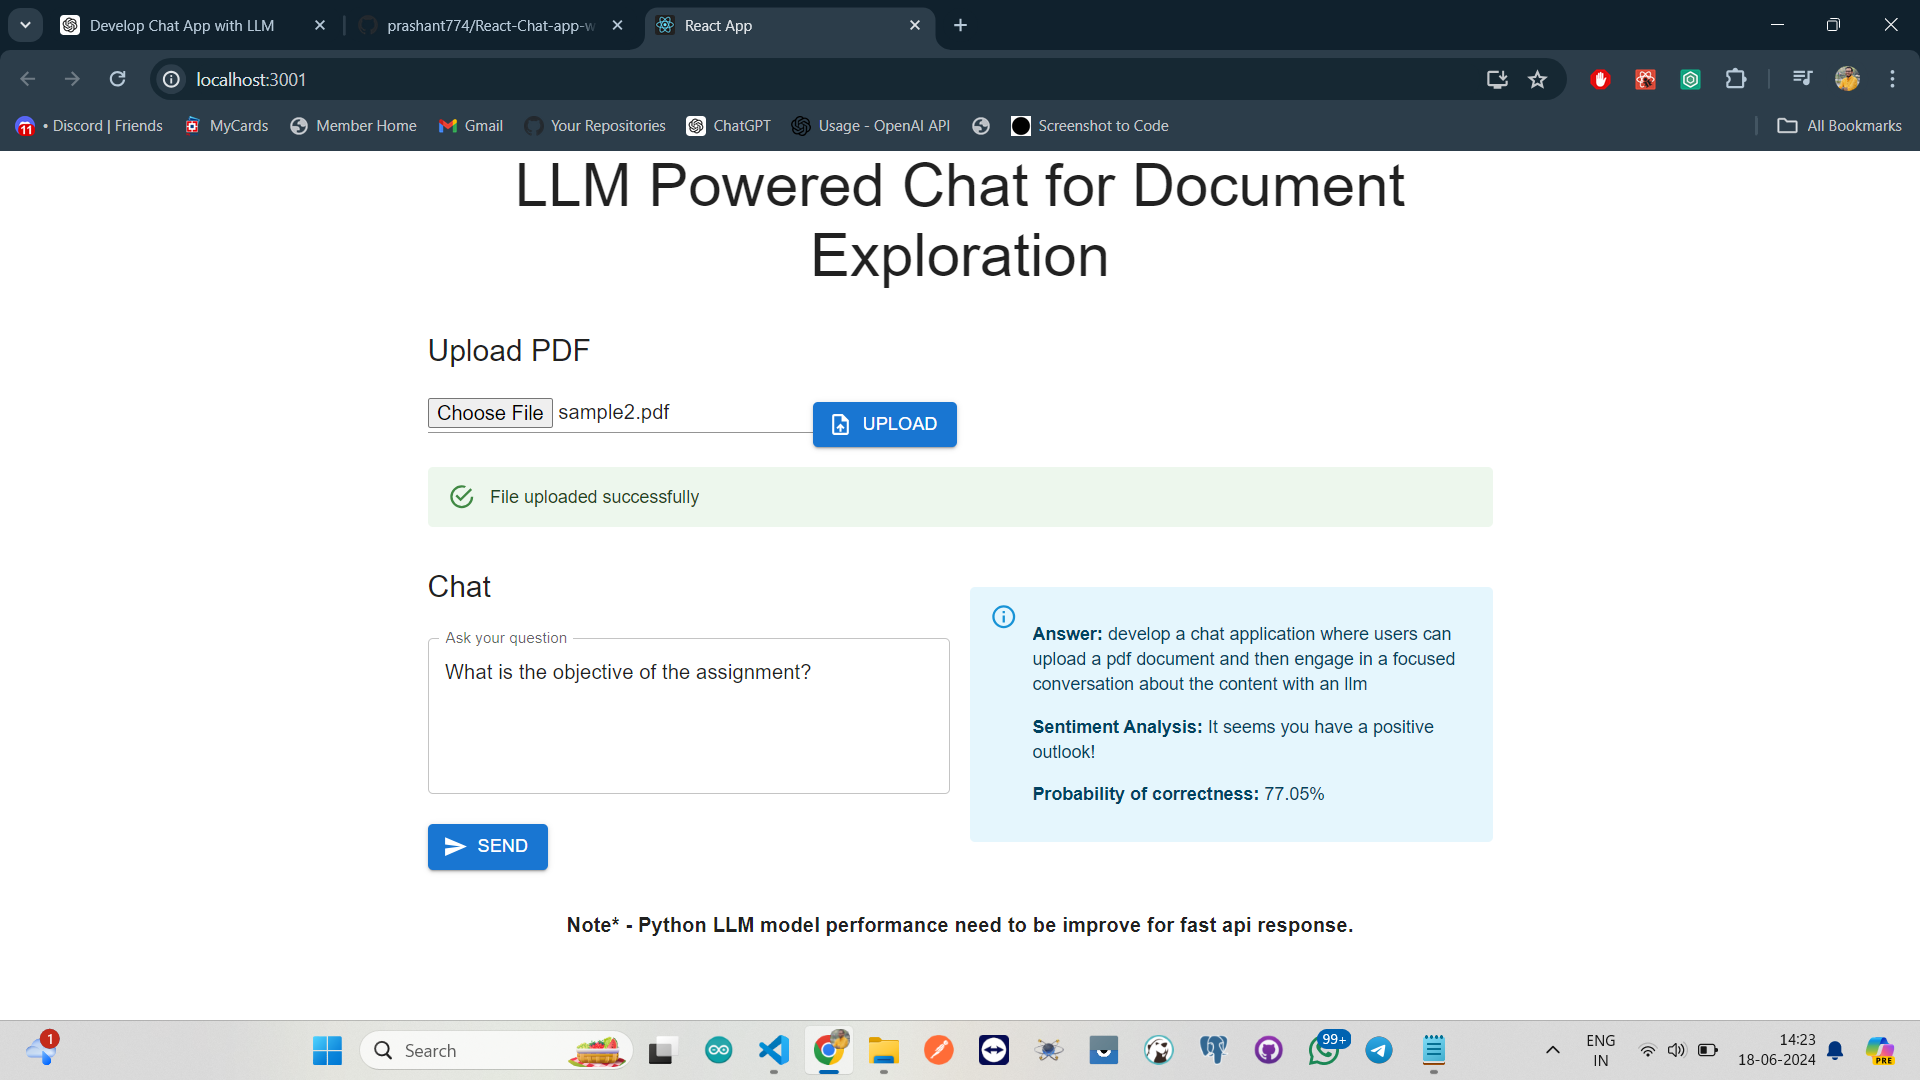 Develop Chat App with LLM
prashant774/React-Chat-app-w
React App
localhost:3001
11
• Discord | Friends
MyCards
Member Home
Gmail
Your Repositories
ChatGPT
Usage - OpenAI API
Screenshot to Code
All Bookmarks
LLM Powered Chat for Document
Exploration
Upload PDF
Choose File sample2.pdf
UPLOAD
File uploaded successfully
Chat
Ask your question
What is the objective of the assignment?
SEND
Answer: develop a chat application where users can
upload a pdf document and then engage in a focused
conversation about the content with an llm
Sentiment Analysis: It seems you have a positive
outlook!
Probability of correctness: 77.05%
Note* - Python LLM model performance need to be improve for fast api response.
1
Search
99+
ENG
IN
14:23
18-06-2024
PRE